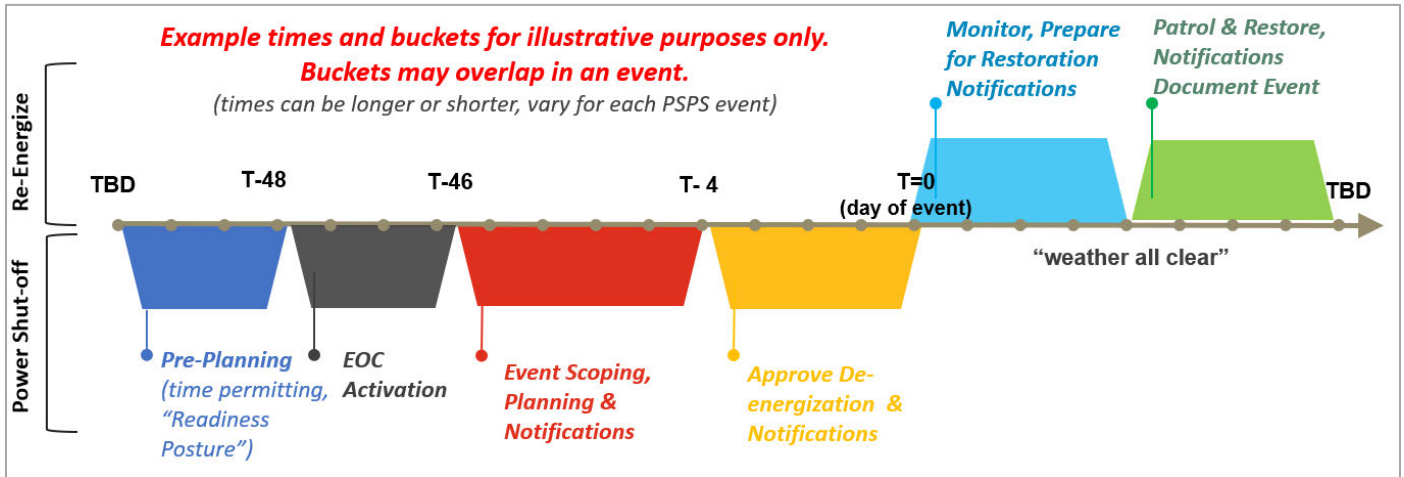 Example times and buckets for illustrative purposes only.
Buckets may overlap in an event.
(times can be longer or shorter, vary for each PSPS event)
Monitor, Prepare
for Restoration
Notifications
Patrol & Restore,
Notifications
Document Event
Re-Energize
TBD
T-48
T-46
T- 4
T=0
(day of event)
TBD
"weather all clear"
Power Shut-off
Pre-Planning
(time permitting,
"Readiness
Posture")
EOC
Activation
Event Scoping,
Planning &
Notifications
Approve De-
energization &
Notifications